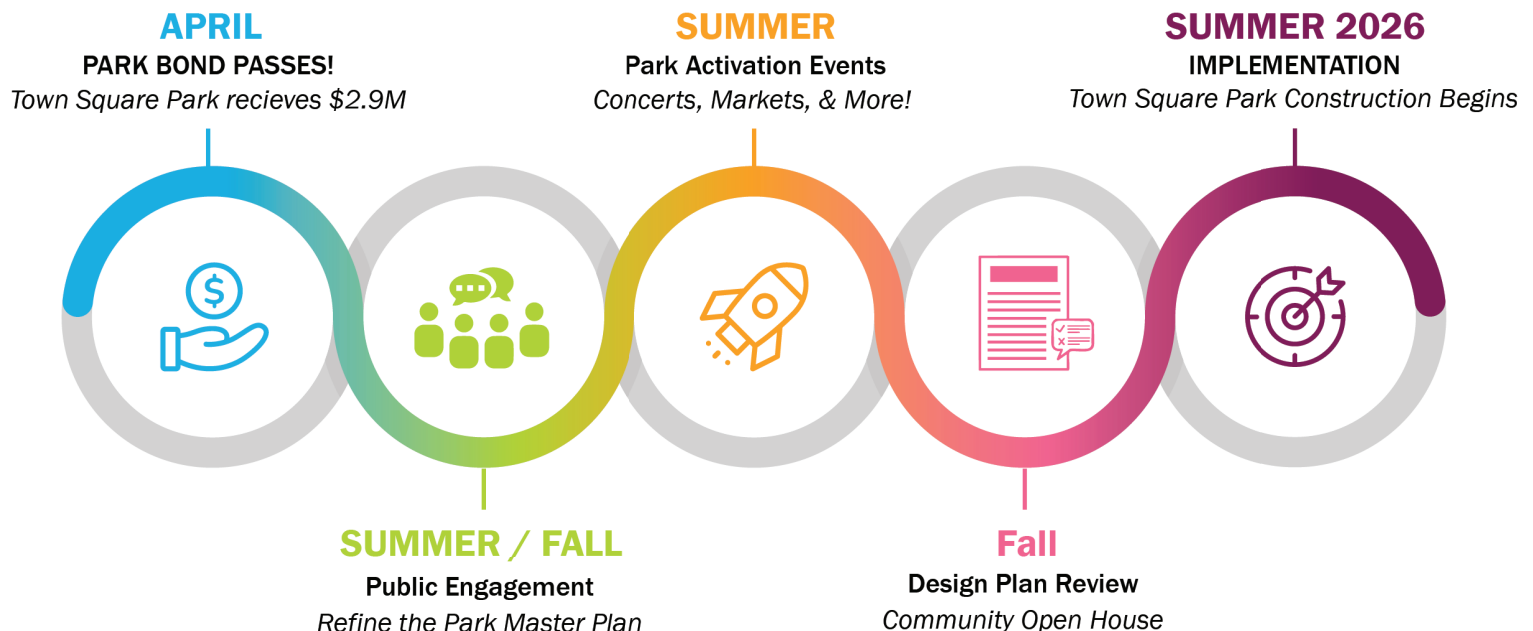 APRIL
PARK BOND PASSES!
Town Square Park recieves $2.9M
SUMMER / FALL
Public Engagement
Refine the Park Master Plan
SUMMER
Park Activation Events
Concerts, Markets, & More!
Fall
Design Plan Review
Community Open House
SUMMER 2026
IMPLEMENTATION
Town Square Park Construction Begins
$